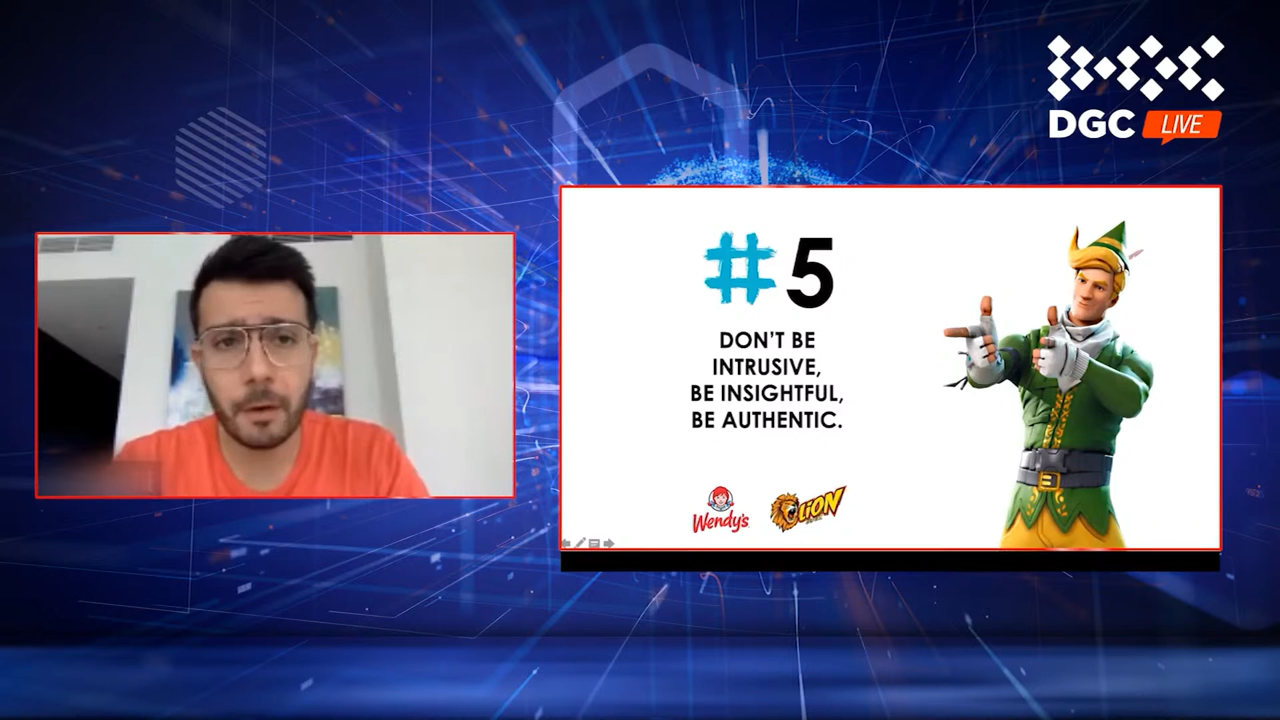 DGC LIVE
#5
DON'T BE
INTRUSIVE,
BE INSIGHTFUL,
BE AUTHENTIC.
Wendy's LION